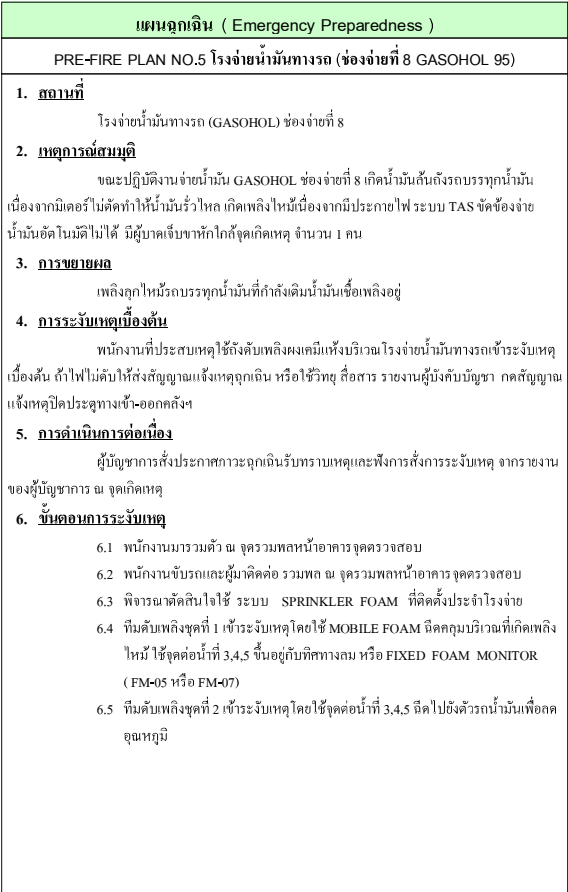 แผนฉุกเฉิน ( Emergency Preparedness )
PRE-FIRE PLAN NO.5 โรงจ่ายน้ำมันทางรถ (ช่องจ่ายที่ 8 GASOHOL 95)
1. สถานที่
โรงจ่ายน้ำมันทางรถ (GASOHOL) ช่องจ่ายที่ 8
2. เหตุการณ์สมมุติ
ขณะปฏิบัติงานจ่ายน้ำมัน GASOHOL ช่องจ่ายที่ 8 เกิดน้ำมันล้นถังรถบรรทุกน้ำมัน
เนื่องจากมิเตอร์ไม่ตัดทำให้น้ำมันรั่วไหล เกิดเพลิงไหม้เนื่องจากมีประกายไฟ ระบบ TAS ขัดข้องจ่าย
น้ำมันอัตโนมัติไม่ได้ มีผู้บาดเจ็บขาหักใกล้จุดเกิดเหตุ จำนวน 1 คน
3. การขยายผล
เพลิงลุกไหม้รถบรรทุกน้ำมันที่กำลังเติมน้ำมันเชื้อเพลิงอยู่
4. การระงับเหตุเบื้องต้น
พนักงานที่ประสบเหตุใช้ถังดับเพลิงผงเคมีแห้งบริเวณโรงจ่ายน้ำมันทางรถเข้าระงับเหตุ
เบื้องต้น ถ้าไฟไม่ดับให้ส่งสัญญาณแจ้งเหตุฉุกเฉิน หรือใช้วิทยุ สื่อสาร รายงานผู้บังคับบัญชา กดสัญญาณ
แจ้งเหตุปิดประตูทางเข้า-ออกคลังฯ
5. การดำเนินการต่อเนื่อง
ผู้บัญชาการสั่งประกาศภาวะฉุกเฉินรับทราบเหตุและฟังการสั่งการระงับเหตุ จากรายงาน
ของผู้บัญชาการ ณ จุดเกิดเหตุ
6. ขั้นตอนการระงับเหตุ
6.1 พนักงานมารวมตัว ณ จุดรวมพลหน้าอาคารจุดตรวจสอบ
6.2 พนักงานขับรถและผู้มาติดต่อ รวมพล ณ จุดรวมพลหน้าอาคารจุดตรวจสอบ
6.3 พิจารณาตัดสินใจใช้ ระบบ SPRINKLER FOAM ที่ติดตั้งประจำโรงจ่าย
6.4 ทีมดับเพลิงชุดที่ 1 เข้าระงับเหตุโดยใช้ MOBILE FOAM ฉีดคลุมบริเวณที่เกิดเพลิง
ไหม้ ใช้จุดต่อน้ำที่ 3,4,5 ขึ้นอยู่กับทิศทางลม หรือ FIXED FOAM MONITOR
( FM-05 หรือ FM-07)
6.5 ทีมดับเพลิงชุดที่ 2 เข้าระงับเหตุโดยใช้จุดต่อน้ำที่ 3,4,5 ฉีดไปยังตัวรถน้ำมันเพื่อลด
อุณหภูมิ